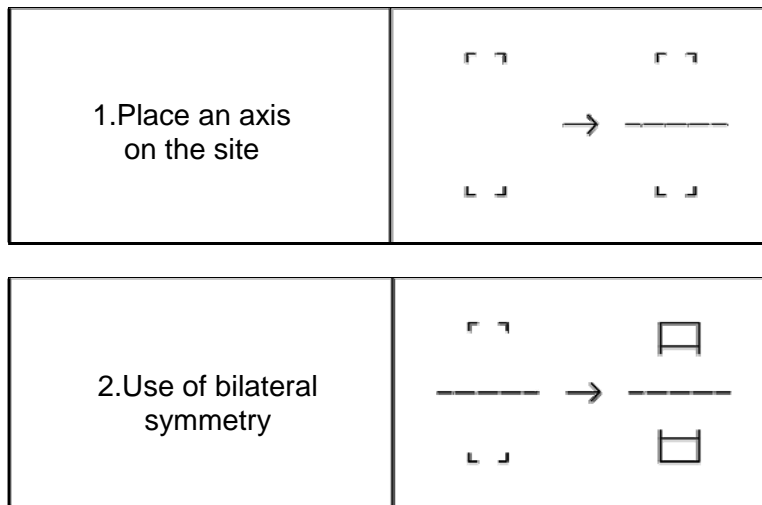 1.Place an axis
on the site
2.Use of bilateral
symmetry